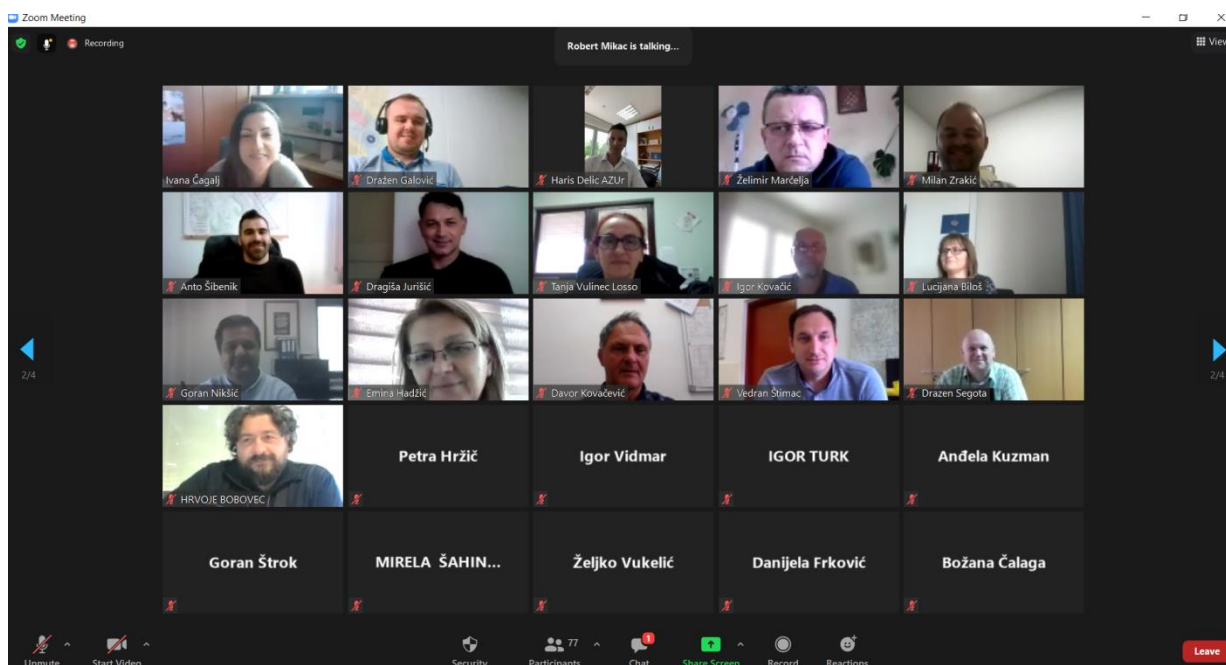 Zoom Meeting
Recording
Robert Mikac is talking...
View
Ivana Čagalj
Dražen Galović
Haris Delic AZUr
Želimir Marčelja
Milan Zrakić
Anto Šibenik
Dragiša Jurišić
Tanja Vulinec Losso
Igor Kovačić
Lucijana Biloš
Goran Nikšić
Emina Hadžić
Davor Kovačević
Vedran Štimac
Drazen Segota
2/4
2/4
HRVOJE BOBOVEC
Petra Hržič
Igor Vidmar
IGOR TURK
Anđela Kuzman
Goran Štrok
MIRELA ŠAHIN...
Željko Vukelić
Danijela Frković
Božana Čalaga
Unmute
Start Video
Security
77
Participants
1
Chat
Share Screen
Record
Reactions
Leave